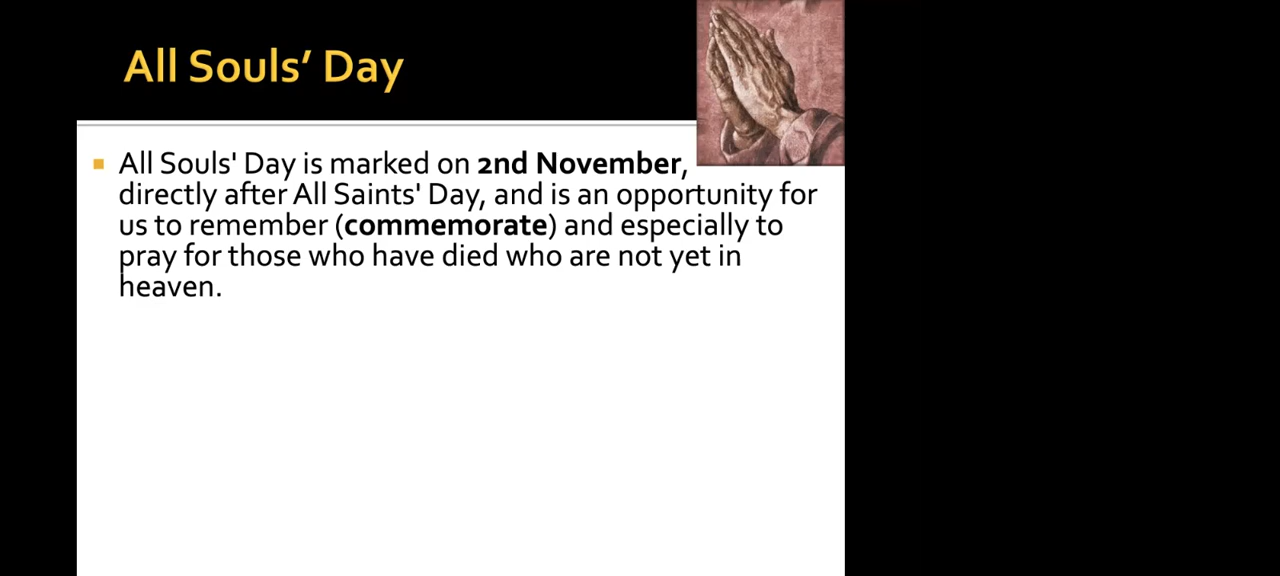 All Souls’ Day
All Souls' Day is marked on 2nd November,
directly after All Saints' Day, and is an opportunity for
us to remember (commemorate) and especially to
pray for those who have died who are not yet in
heaven.